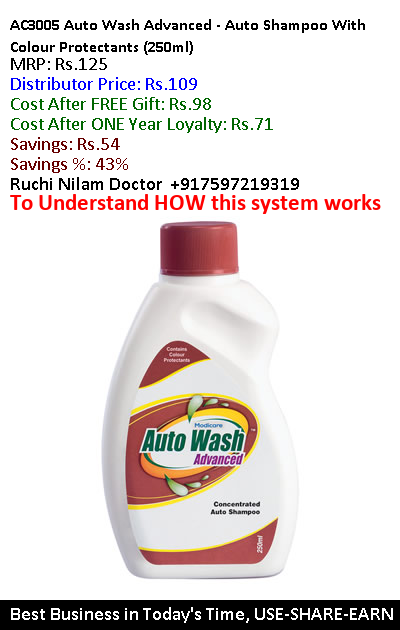 AC3005 Auto Wash Advanced - Auto Shampoo With
Colour Protectants (250ml)
MRP: Rs.125
Distributor Price: Rs.109
Cost After FREE Gift: Rs.98
Cost After ONE Year Loyalty: Rs.71
Savings: Rs.54
Savings %: 43%
Ruchi Nilam Doctor +917597219319
To Understand HOW this system works
Contains
Colour
Protectants
Modicare
Auto Wash
Advanced
Concentrated
Auto Shampoo
250ml
Best Business in Today's Time, USE-SHARE-EARN